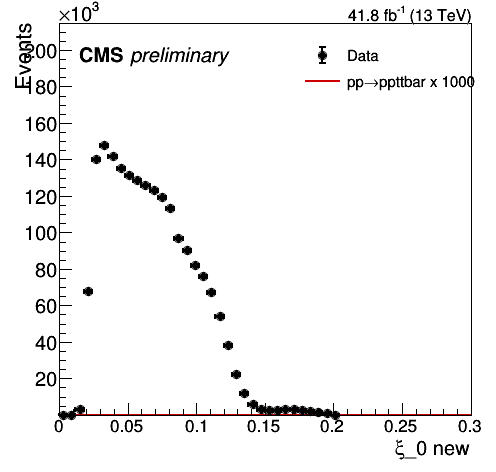 ×10³
41.8 fb⁻¹ (13 TeV)
Events
CMS preliminary
Data
pp→ppttbar x 1000
200
180
160
140
120
100
80
60
40
20
0 0.05 0.1 0.15 0.2 0.25 0.3
ξ_0 new